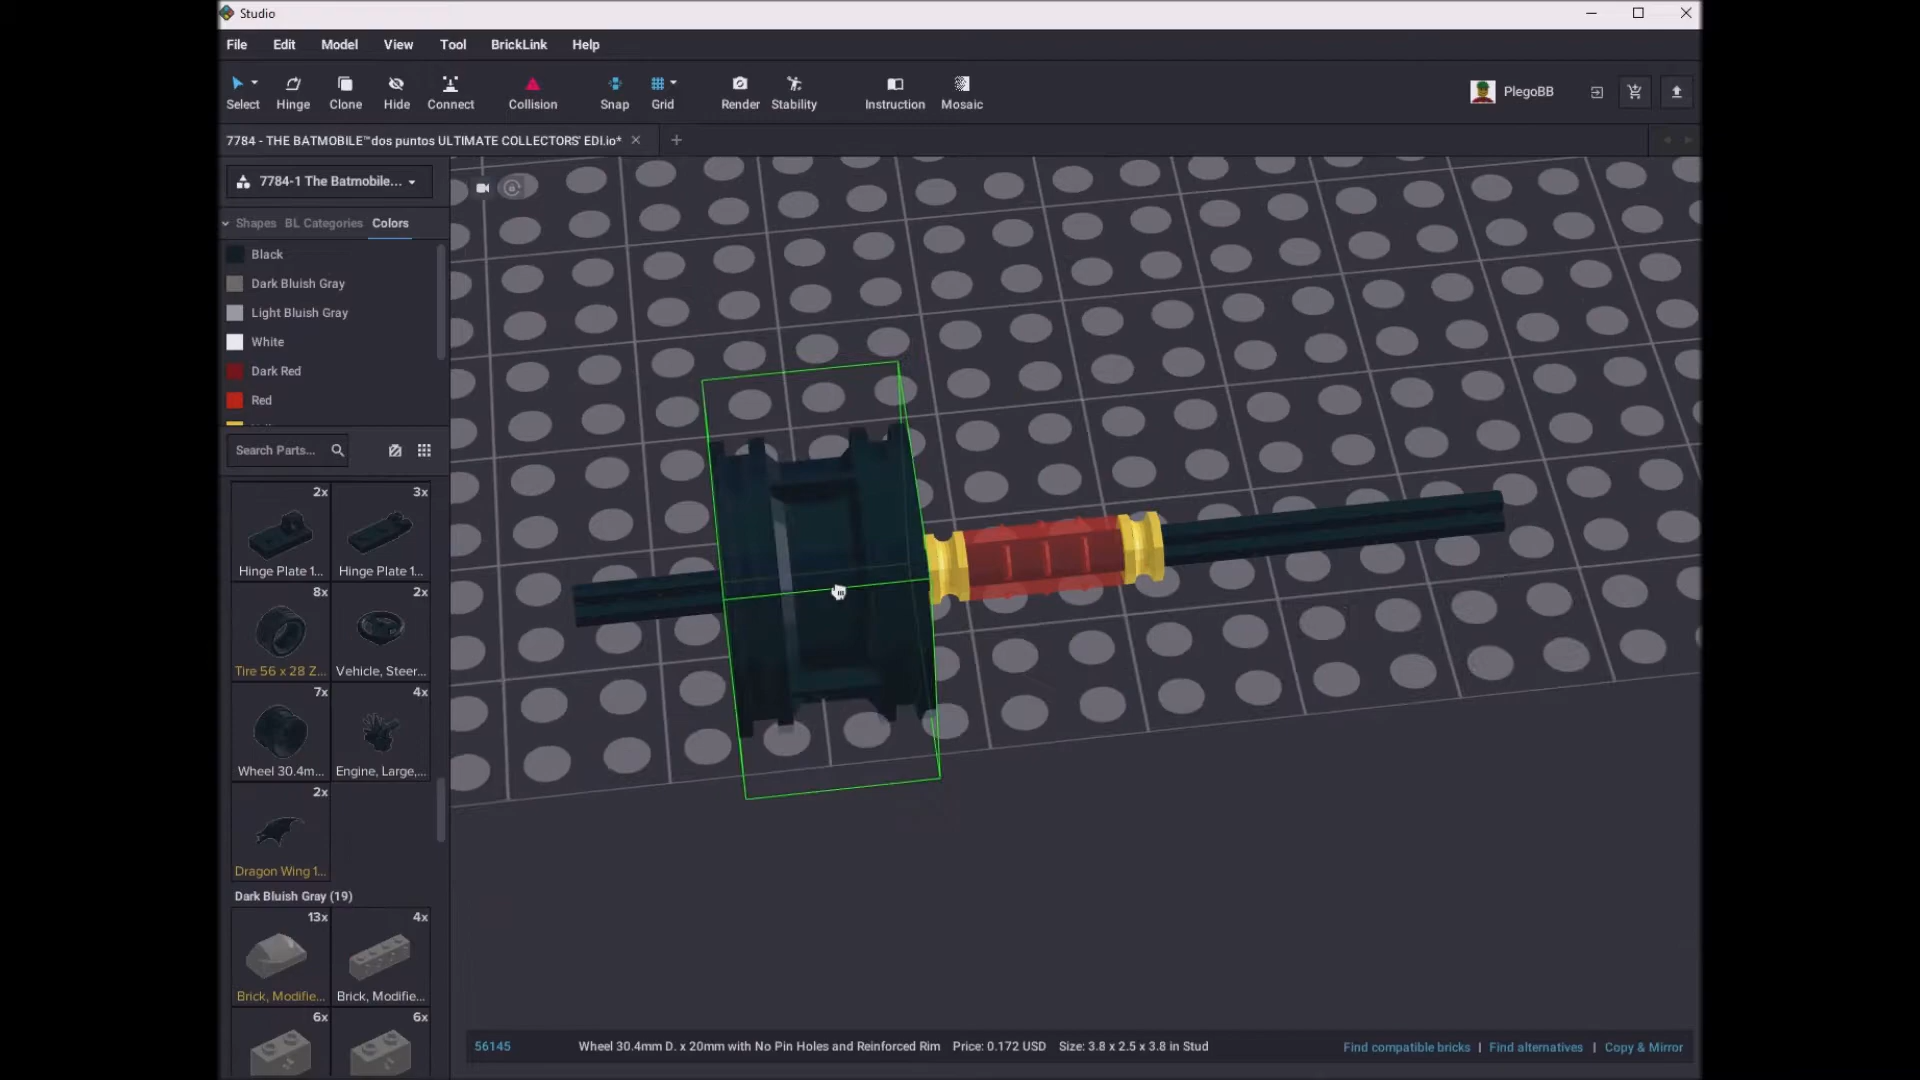 Studio
File Edit Model View Tool BrickLink Help
Select Hinge Clone Hide Connect Collision Snap Grid Render Stability Instruction Mosaic PlegoBB
7784 - THE BATMOBILE™dos puntos ULTIMATE COLLECTORS' EDI.io*
7784-1 The Batmobile...
Shapes BL Categories Colors
Black
Dark Bluish Gray
Light Bluish Gray
White
Dark Red
Red
Search Parts...
2x 3x
Hinge Plate 1... Hinge Plate 1...
8x 2x
Tire 56 x 28 Z... Vehicle, Steer...
7x 4x
Wheel 30.4m... Engine, Large,...
2x
Dragon Wing 1...
Dark Bluish Gray (19)
13x 4x
Brick, Modifie... Brick, Modifie...
6x 6x
56145 Wheel 30.4mm D. x 20mm with No Pin Holes and Reinforced Rim Price: 0.172 USD Size: 3.8 x 2.5 x 3.8 in Stud Find compatible bricks | Find alternatives | Copy & Mirror